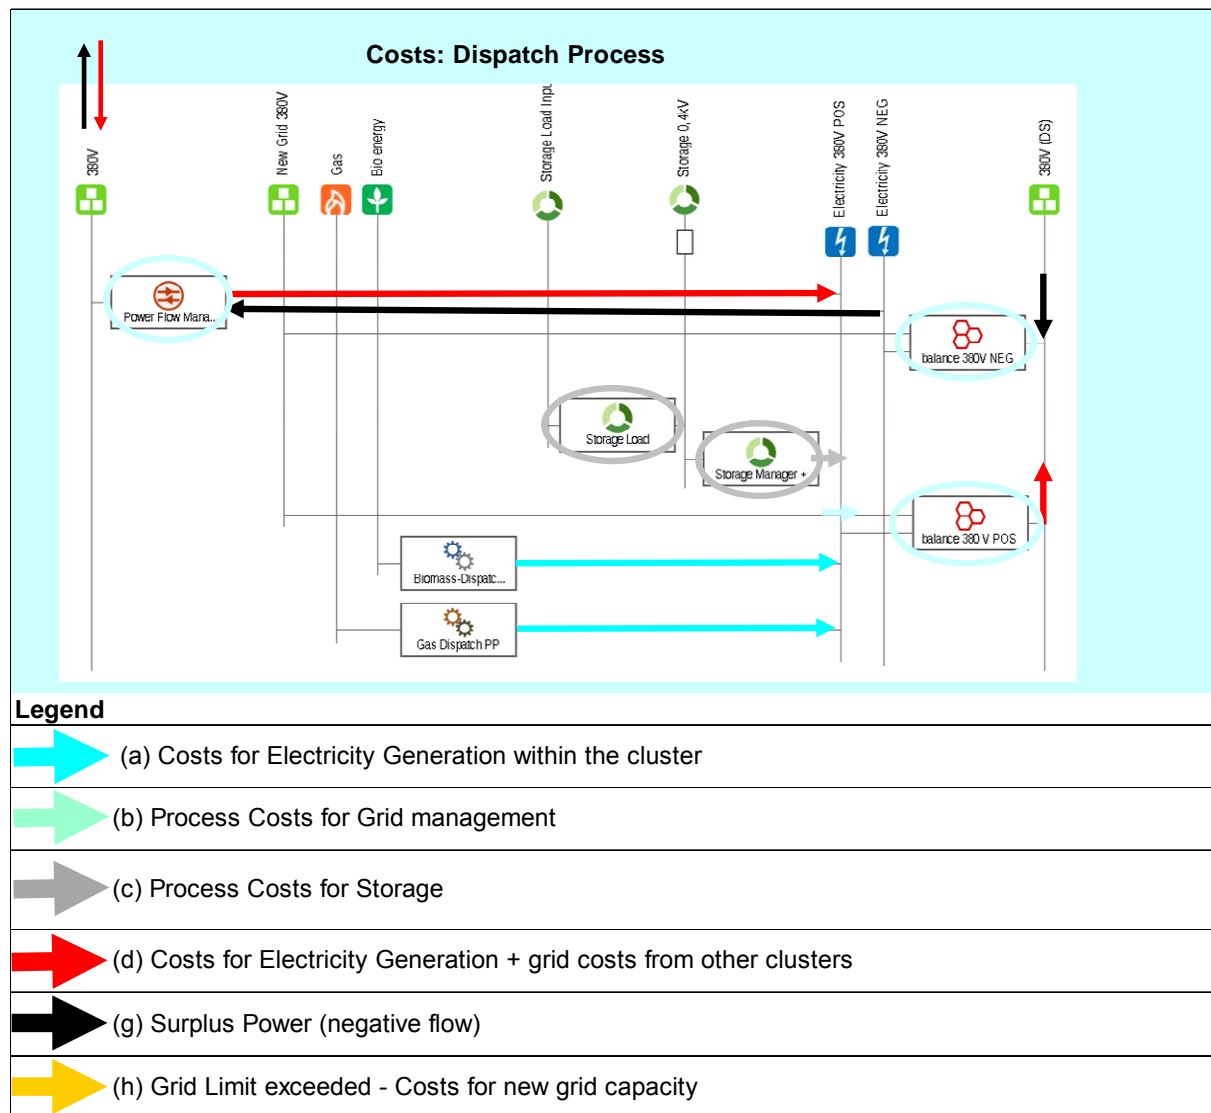 Costs: Dispatch Process
380V
New Grid 380V
Gas
Bio energy
Storage Load Inpu
Storage 0,4kV
Electricity 380V POS
Electricity 380V NEG
380V (DS)
Power Flow Mana...
balance 380V NEG
Storage Load
Storage Manager +
balance 380 V POS
Biomass-Dispatc...
Gas Dispatch PP
Legend
(a) Costs for Electricity Generation within the cluster
(b) Process Costs for Grid management
(c) Process Costs for Storage
(d) Costs for Electricity Generation + grid costs from other clusters
(g) Surplus Power (negative flow)
(h) Grid Limit exceeded - Costs for new grid capacity